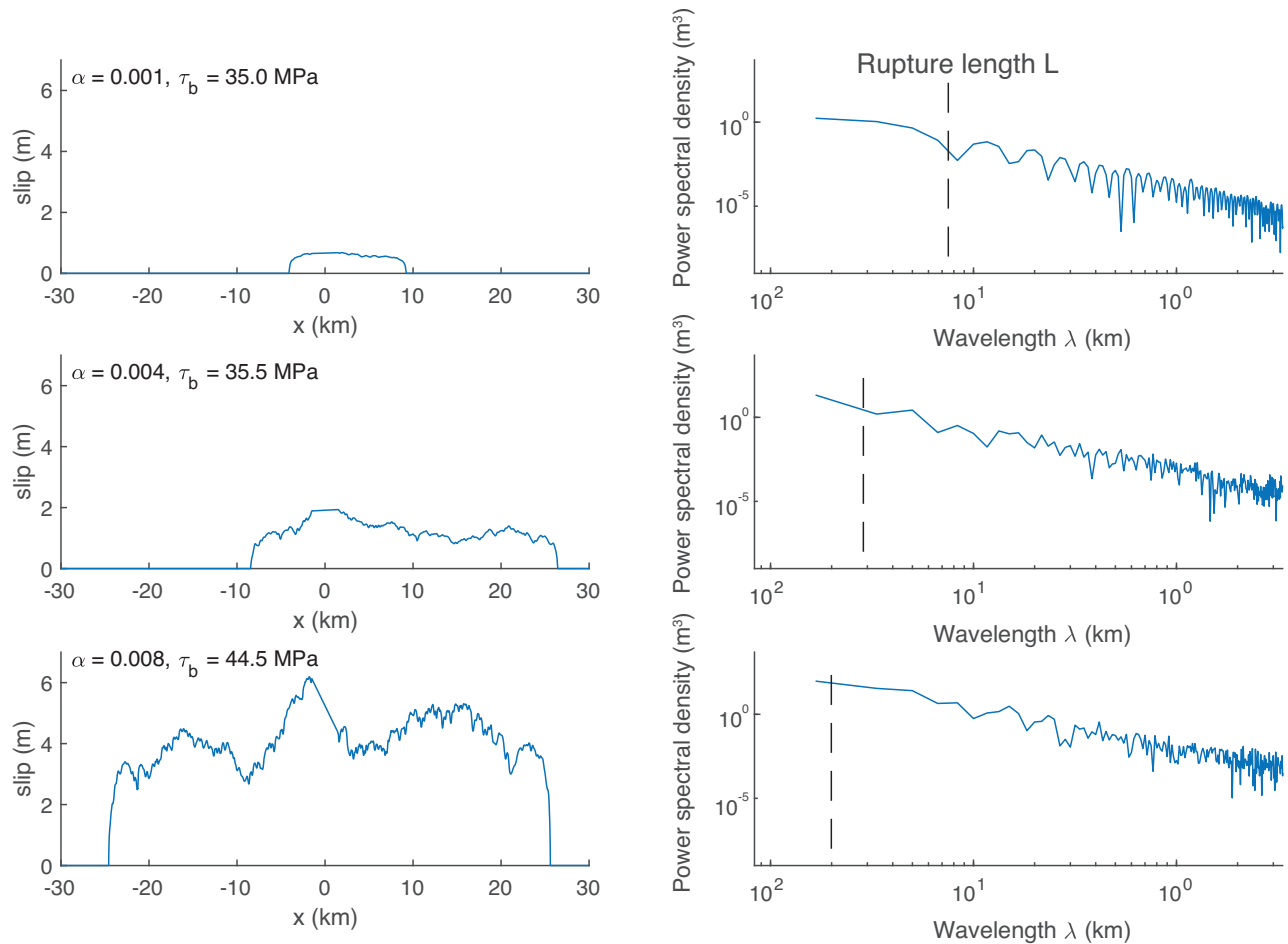 α = 0.001, τb = 35.0 MPa
6
4
2
0
slip (m)
-30 -20 -10 0 10 20 30
x (km)
Rupture length L
10⁰
10⁻⁵
Power spectral density (m³)
10² 10¹ 10⁰
Wavelength λ (km)
α = 0.004, τb = 35.5 MPa
6
4
2
0
slip (m)
-30 -20 -10 0 10 20 30
x (km)
10⁰
10⁻⁵
Power spectral density (m³)
10² 10¹ 10⁰
Wavelength λ (km)
α = 0.008, τb = 44.5 MPa
6
4
2
0
slip (m)
-30 -20 -10 0 10 20 30
x (km)
10⁰
10⁻⁵
Power spectral density (m³)
10² 10¹ 10⁰
Wavelength λ (km)